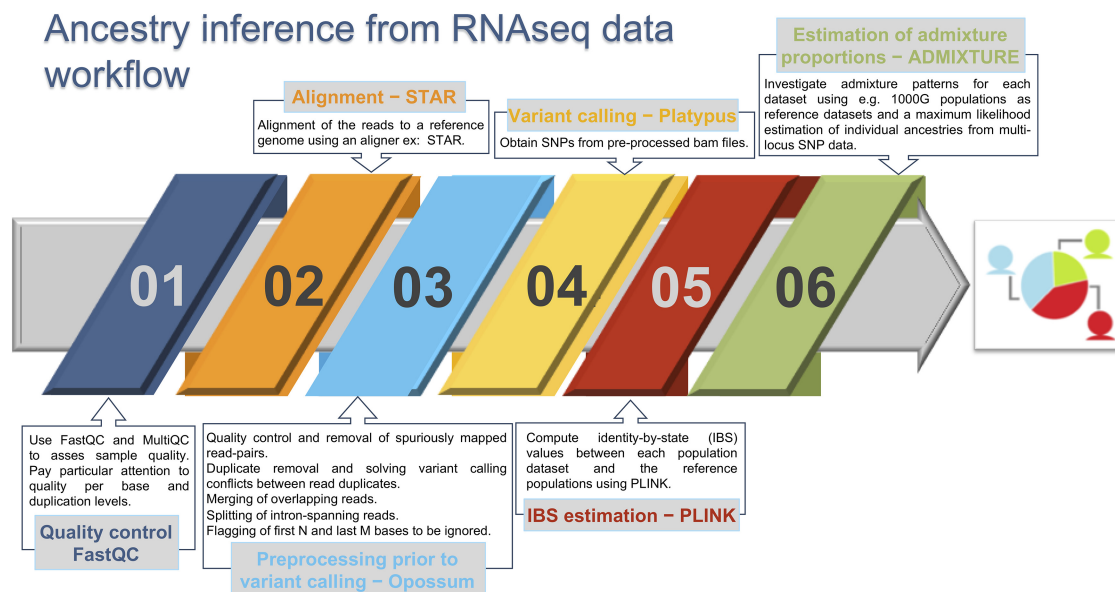 Ancestry inference from RNAseq data
workflow
Alignment − STAR
Alignment of the reads to a reference
genome using an aligner ex: STAR.
Variant calling − Platypus
Obtain SNPs from pre-processed bam files.
Estimation of admixture
proportions − ADMIXTURE
Investigate admixture patterns for each
dataset using e.g. 1000G populations as
reference datasets and a maximum likelihood
estimation of individual ancestries from multi-
locus SNP data.
01
02
03
04
05
06
Use FastQC and MultiQC
to asses sample quality.
Pay particular attention to
quality per base and
duplication levels.
Quality control
FastQC
Quality control and removal of spuriously mapped
read-pairs.
Duplicate removal and solving variant calling
conflicts between read duplicates.
Merging of overlapping reads.
Splitting of intron-spanning reads.
Flagging of first N and last M bases to be ignored.
Preprocessing prior to
variant calling − Opossum
Compute identity-by-state (IBS)
values between each population
dataset and the reference
populations using PLINK.
IBS estimation − PLINK